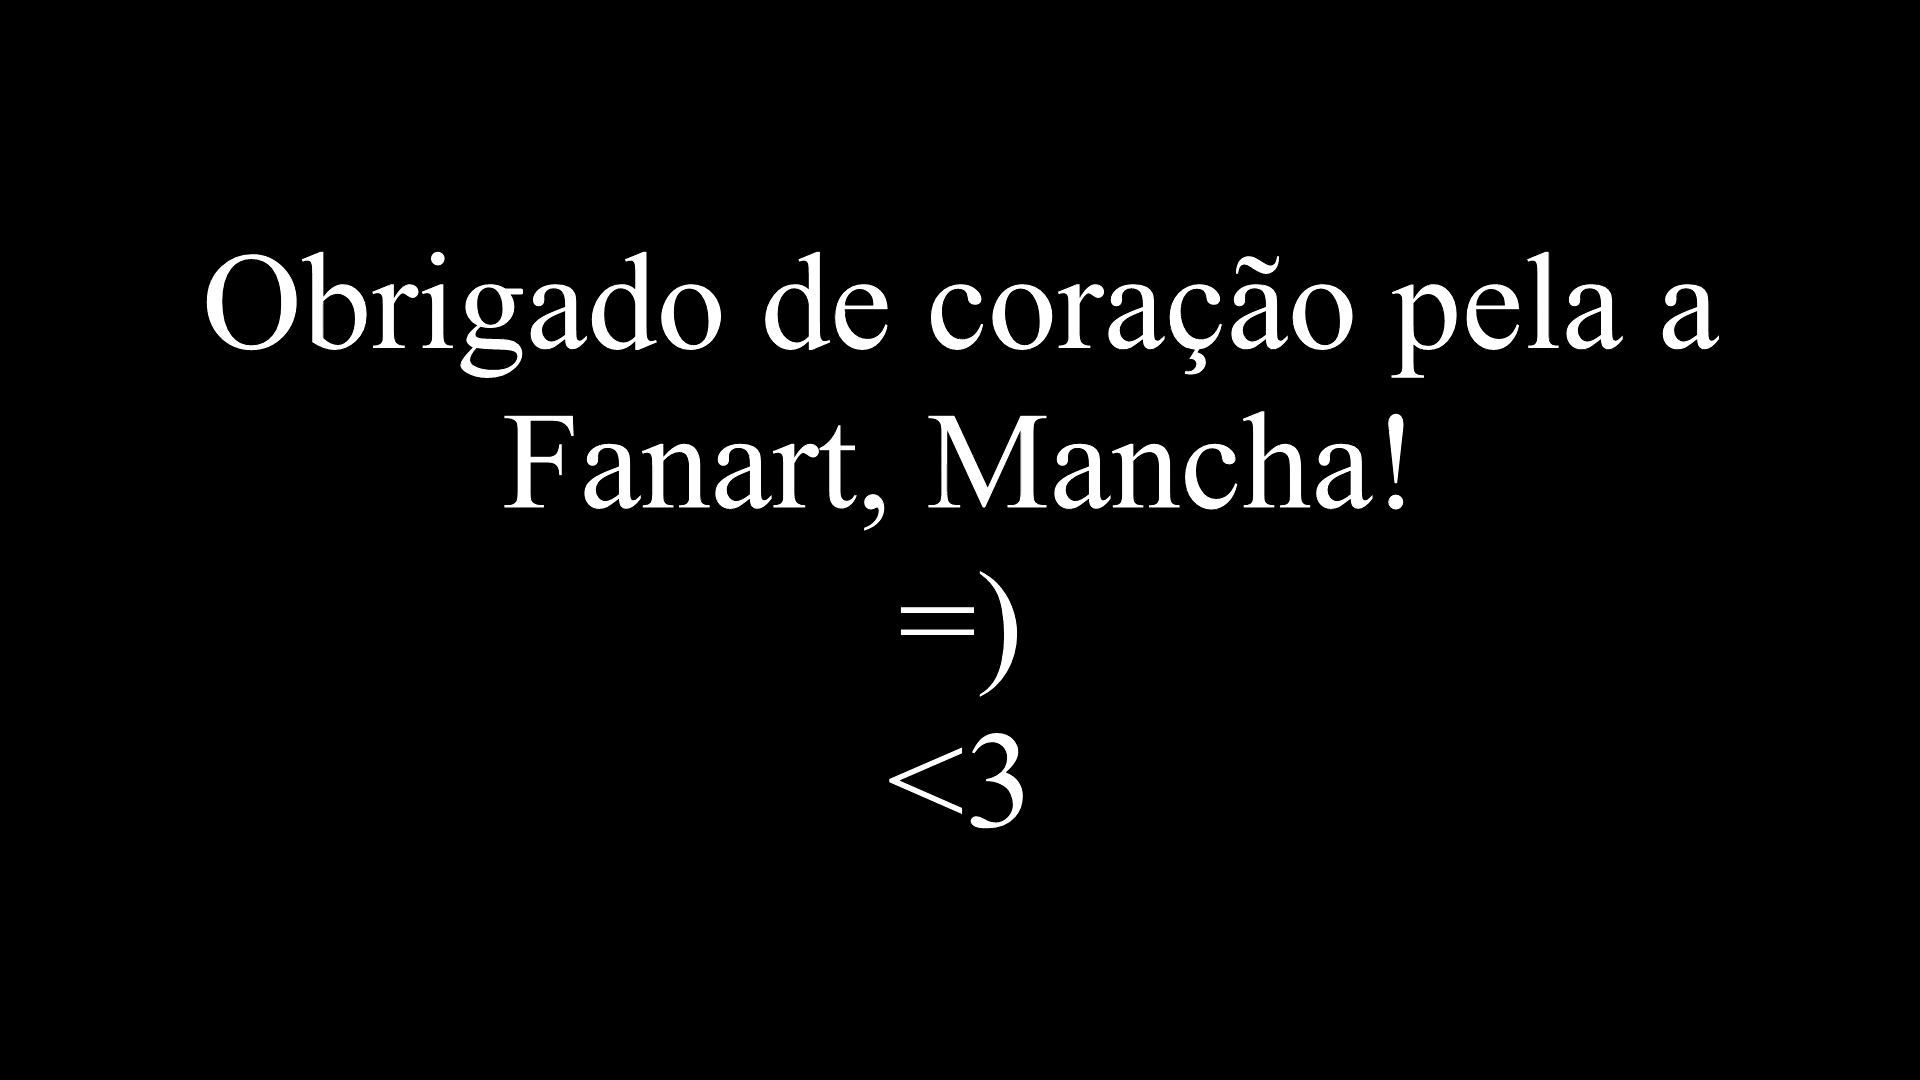 Obrigado de coração pela a
Fanart, Mancha!
=)
<3